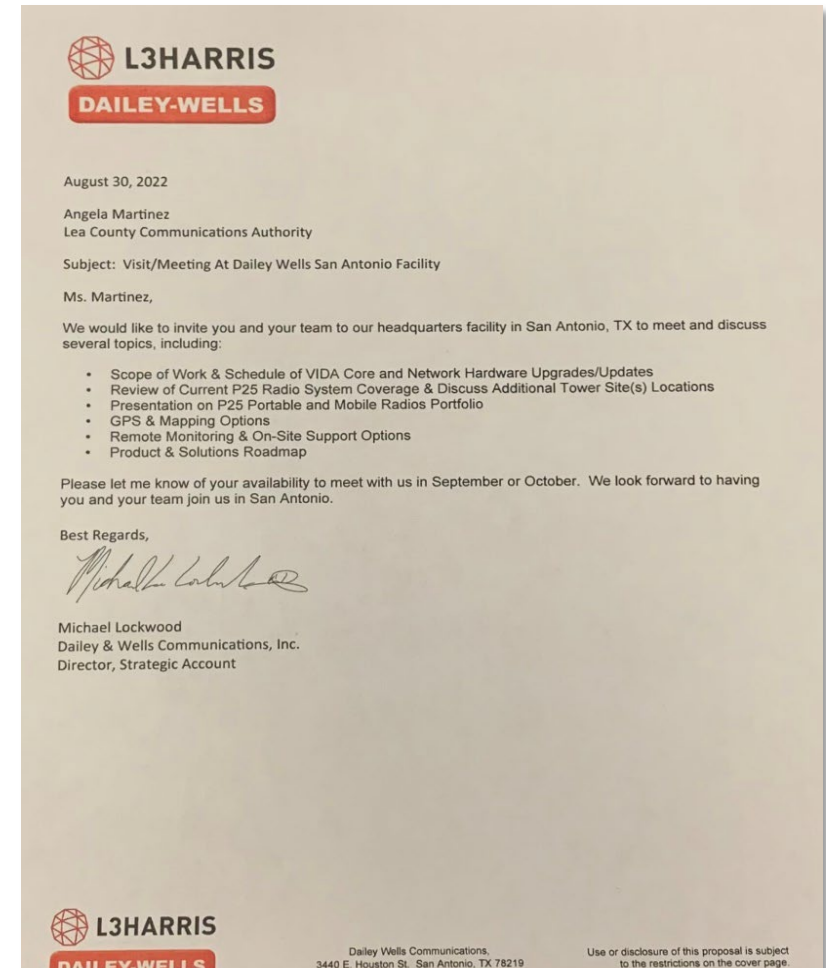 L3HARRIS
DAILEY-WELLS
August 30, 2022
Angela Martinez
Lea County Communications Authority
Subject: Visit/Meeting At Dailey Wells San Antonio Facility
Ms. Martinez,
We would like to invite you and your team to our headquarters facility in San Antonio, TX to meet and discuss
several topics, including:
• Scope of Work & Schedule of VIDA Core and Network Hardware Upgrades/Updates
• Review of Current P25 Radio System Coverage & Discuss Additional Tower Site(s) Locations
• Presentation on P25 Portable and Mobile Radios Portfolio
• GPS & Mapping Options
• Remote Monitoring & On-Site Support Options
• Product & Solutions Roadmap
Please let me know of your availability to meet with us in September or October. We look forward to having
you and your team join us in San Antonio.
Best Regards,
Michael Lockwood
Dailey & Wells Communications, Inc.
Director, Strategic Account
L3HARRIS
DAILEY-WELLS
Dailey Wells Communications,
3440 E. Houston St. San Antonio, TX 78219
Use or disclosure of this proposal is subject
to the restrictions on the cover page.